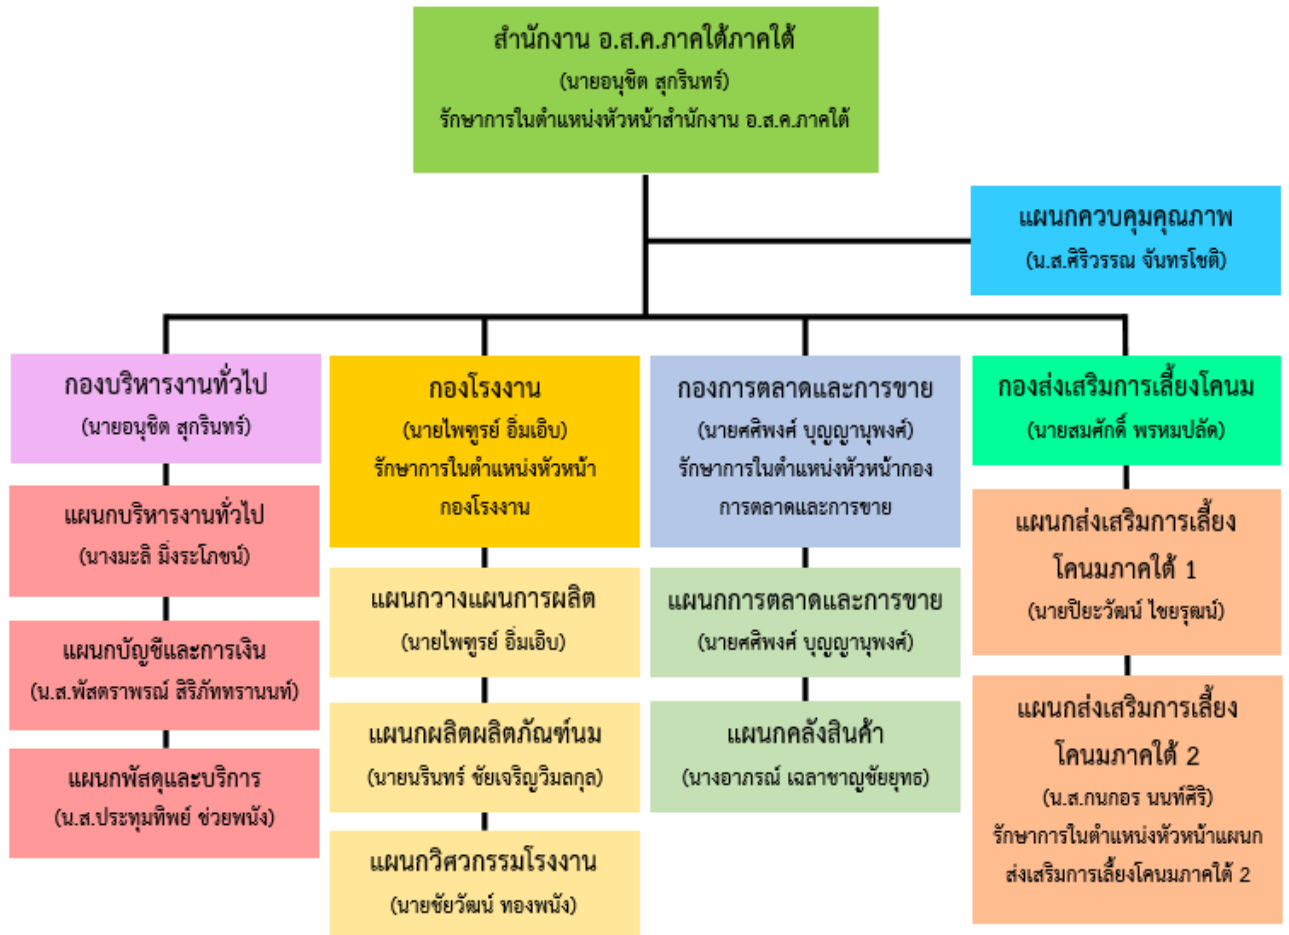 สำนักงาน อ.ส.ค.ภาคใต้ภาคใต้
(นายอนุชิต สุกรินทร์)
รักษาการในตำแหน่งหัวหน้าสำนักงาน อ.ส.ค.ภาคใต้
แผนกควบคุมคุณภาพ
(น.ส.ศิริวรรณ จันทรโชติ)
กองบริหารงานทั่วไป
(นายอนุชิต สุกรินทร์)
แผนกบริหารงานทั่วไป
(นางมะลิ มิ่งระโภชน์)
แผนกบัญชีและการเงิน
(น.ส.พัสตราพรณ์ สิริภัททรานนท์)
แผนกพัสดุและบริการ
(น.ส.ประทุมทิพย์ ช่วยพนัง)
กองโรงงาน
(นายไพฑูรย์ อิ่มเอิบ)
รักษาการในตำแหน่งหัวหน้า
กองโรงงาน
แผนกวางแผนการผลิต
(นายไพฑูรย์ อิ่มเอิบ)
แผนกผลิตผลิตภัณฑ์นม
(นายนรินทร์ ชัยเจริญวิมลกุล)
แผนกวิศวกรรมโรงงาน
(นายชัยวัฒน์ ทองพนัง)
กองการตลาดและการขาย
(นายศศิพงศ์ บุญญานุพงศ์)
รักษาการในตำแหน่งหัวหน้ากอง
การตลาดและการขาย
แผนกการตลาดและการขาย
(นายศศิพงศ์ บุญญานุพงศ์)
แผนกคลังสินค้า
(นางอาภรณ์ เฉลาชาญชัยยุทธ)
กองส่งเสริมการเลี้ยงโคนม
(นายสมศักดิ์ พรหมปลัด)
แผนกส่งเสริมการเลี้ยง
โคนมภาคใต้ 1
(นายปิยะวัฒน์ ไชยรุฒน์)
แผนกส่งเสริมการเลี้ยง
โคนมภาคใต้ 2
(น.ส.กนกอร นนท์ศิริ)
รักษาการในตำแหน่งหัวหน้าแผนก
ส่งเสริมการเลี้ยงโคนมภาคใต้ 2